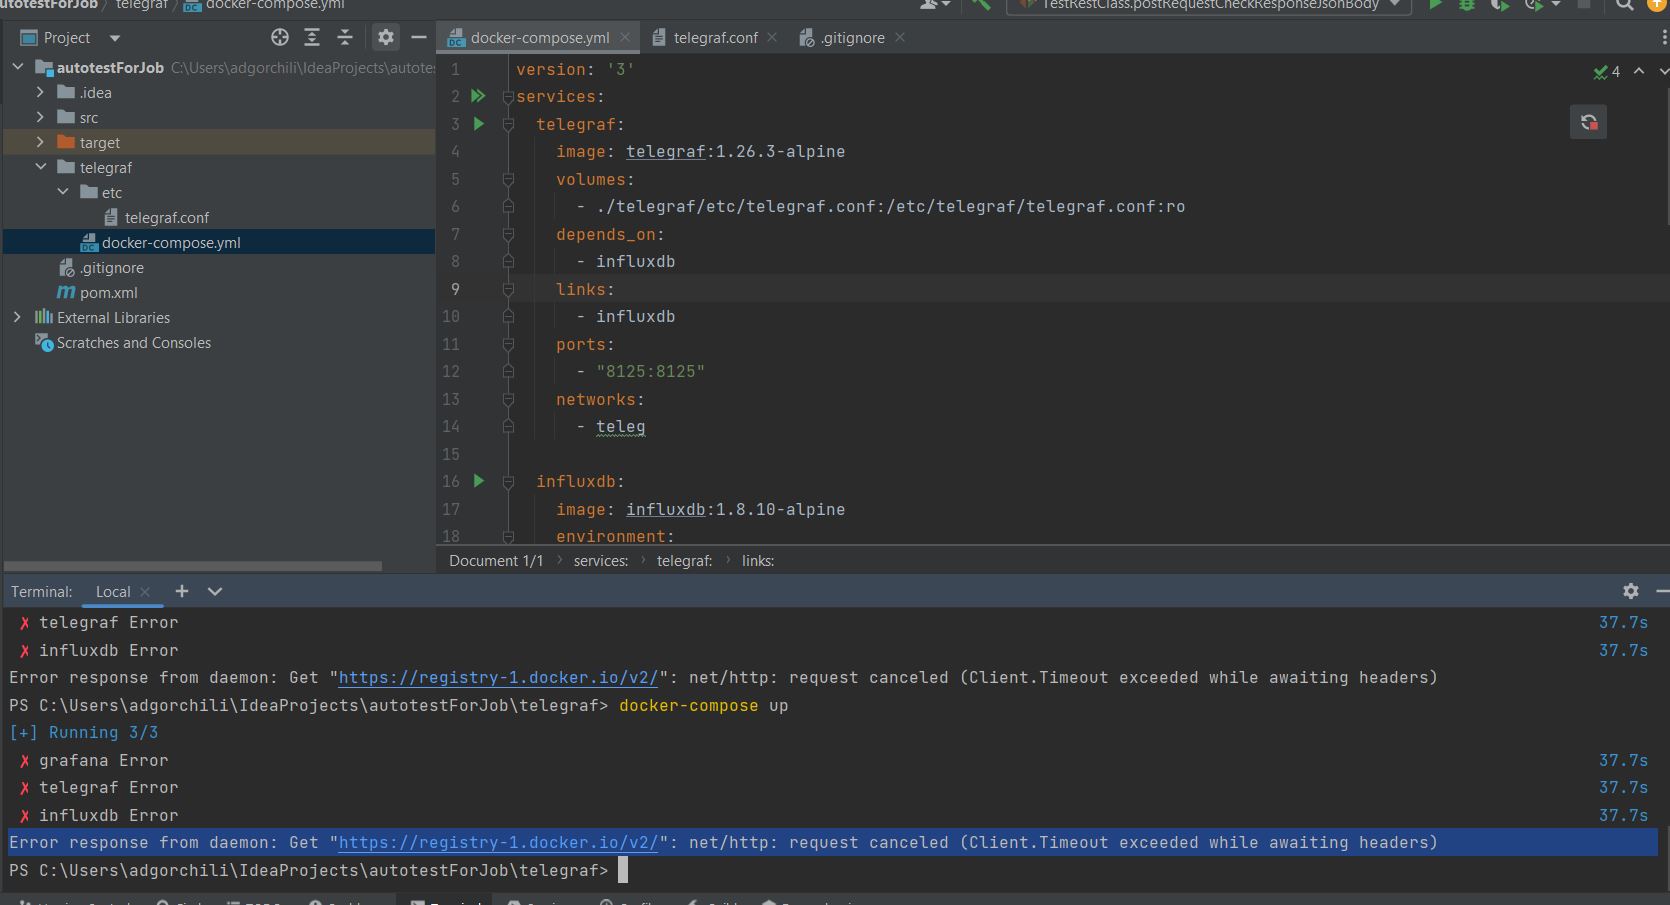 autotestForJob telegraf docker-compose.yml
TestRestClass.postRequestCheckResponseJsonBody
Project
docker-compose.yml
telegraf.conf
.gitignore
autotestForJob C:\Users\adgorchili\IdeaProjects\autote
.idea
src
target
telegraf
etc
telegraf.conf
docker-compose.yml
.gitignore
pom.xml
External Libraries
Scratches and Consoles
4
1 version: '3'
2 services:
3 telegraf:
4 image: telegraf:1.26.3-alpine
5 volumes:
6 - ./telegraf/etc/telegraf.conf:/etc/telegraf/telegraf.conf:ro
7 depends_on:
8 - influxdb
9 links:
10 - influxdb
11 ports:
12 - "8125:8125"
13 networks:
14 - teleg
15
16 influxdb:
17 image: influxdb:1.8.10-alpine
18 environment:
Document 1/1 services: telegraf: links:
Terminal: Local
✗ telegraf Error 37.7s
✗ influxdb Error 37.7s
Error response from daemon: Get "https://registry-1.docker.io/v2/": net/http: request canceled (Client.Timeout exceeded while awaiting headers)
PS C:\Users\adgorchili\IdeaProjects\autotestForJob\telegraf> docker-compose up
[+] Running 3/3
✗ grafana Error 37.7s
✗ telegraf Error 37.7s
✗ influxdb Error 37.7s
Error response from daemon: Get "https://registry-1.docker.io/v2/": net/http: request canceled (Client.Timeout exceeded while awaiting headers)
PS C:\Users\adgorchili\IdeaProjects\autotestForJob\telegraf>